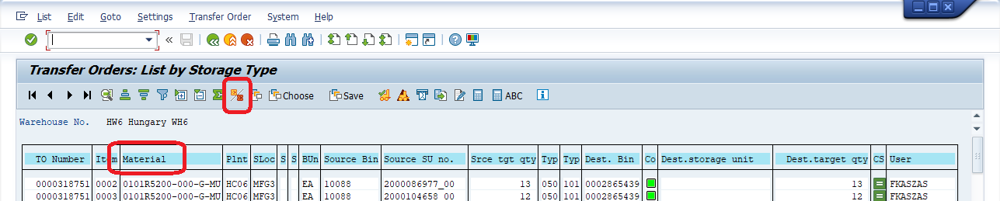 List Edit Goto Settings Transfer Order System Help
Transfer Orders: List by Storage Type
Choose Save ABC
Warehouse No. HW6 Hungary WH6
TO Number Item Material Plnt SLoc S S BUn Source Bin Source SU no. Srce tgt qty Typ Typ Dest. Bin Co Dest.storage unit Dest.target qty CS User
0000318751 0002 0101R5200-000-G-MU HC06 MFG3 EA 10088 2000086977_00 13 050 101 0002865439 13 FKASZAS
0000318751 0003 0101R5200-000-G-MU HC06 MFG3 EA 10088 2000104658_00 12 050 101 0002865439 12 FKASZAS